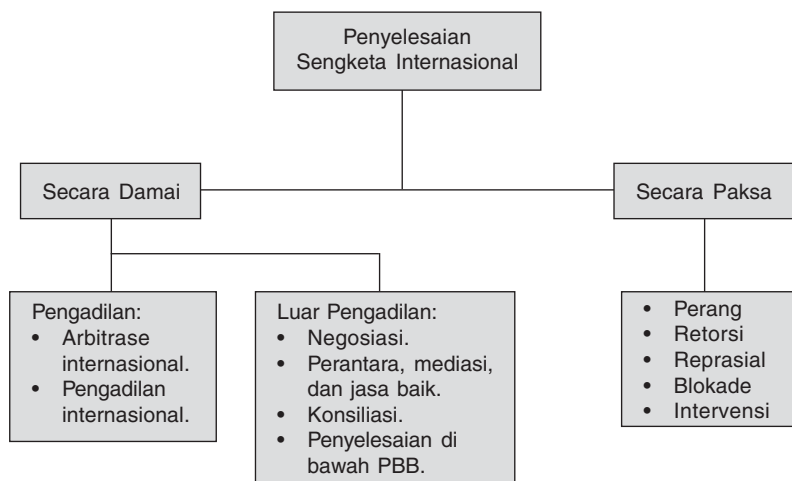 Penyelesaian
Sengketa Internasional
Secara Damai
Secara Paksa
Pengadilan:
• Arbitrase
internasional.
• Pengadilan
internasional.
Luar Pengadilan:
• Negosiasi.
• Perantara, mediasi,
dan jasa baik.
• Konsiliasi.
• Penyelesaian di
bawah PBB.
• Perang
• Retorsi
• Reprasial
• Blokade
• Intervensi